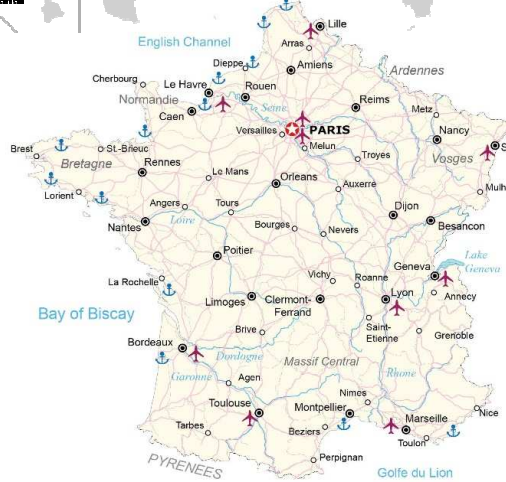 Lille
English Channel
Arras
Dieppe
Amiens
Ardennes
Cherbourg
Le Havre
Rouen
Normandie
Seine
Reims
Caen
Metz
Versailles
PARIS
Nancy
Melun
Brest
St-Brieuc
Troyes
Vosges
Bretagne
Rennes
Le Mans
Orleans
Auxerre
Mulh
Lorient
Angers
Tours
Dijon
Loire
Nantes
Bourges
Nevers
Besancon
Poitier
Lake
Geneva
Geneva
La Rochelle
Vichy
Roanne
Limoges
Clermont-
Ferrand
Lyon
Annecy
Bay of Biscay
Brive
Saint-
Etienne
Grenoble
Bordeaux
Dordogne
Massif Central
Garonne
Agen
Rhone
Nimes
Toulouse
Montpellier
Nice
Tarbes
Beziers
Marseille
Toulon
Perpignan
PYRENEES
Golfe du Lion